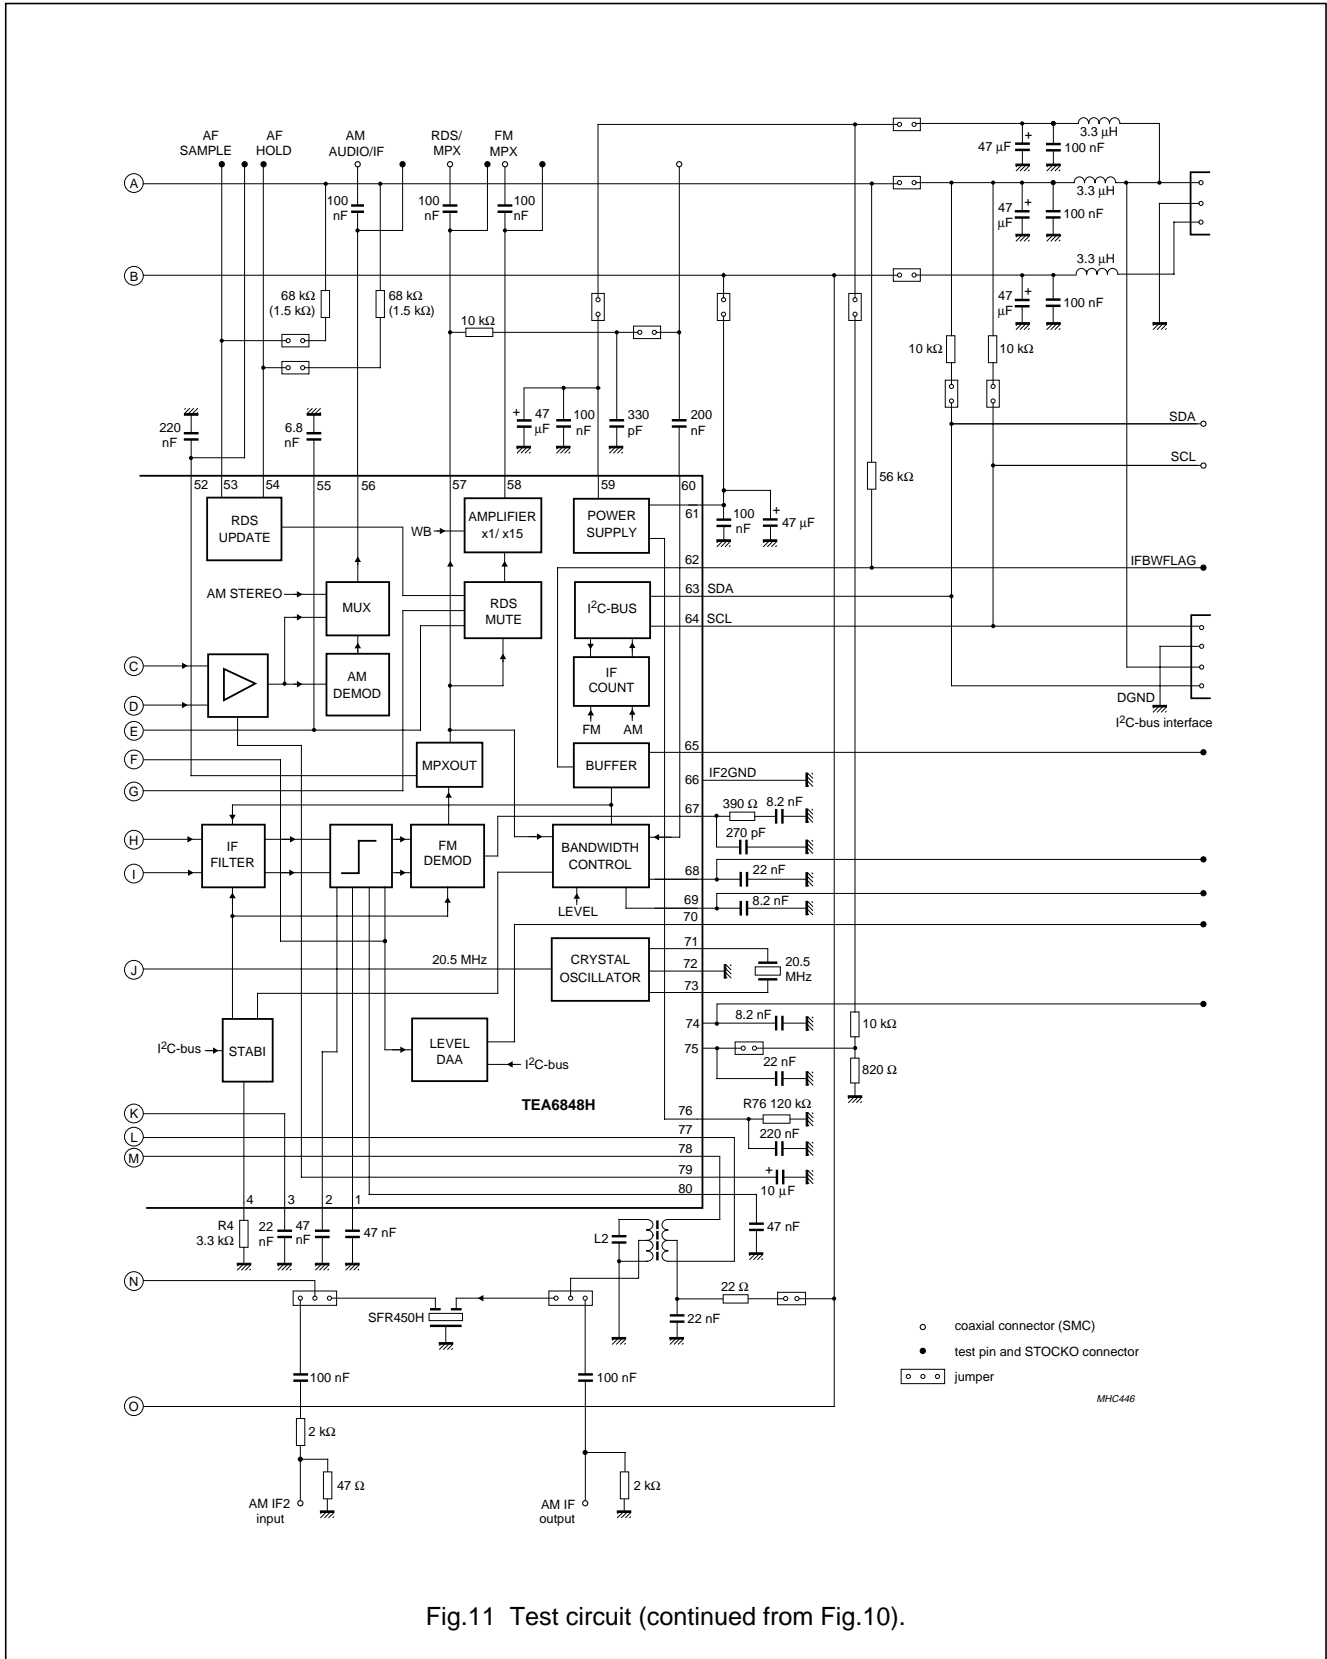 AF SAMPLE
AF HOLD
AM AUDIO/IF
RDS/ MPX
FM MPX
47 µF
+
100 nF
3.3 µH
A
100 nF
100 nF
100 nF
3.3 µH
47 µF
+
100 nF
B
3.3 µH
68 kΩ (1.5 kΩ)
68 kΩ (1.5 kΩ)
47 µF
+
100 nF
10 kΩ
10 kΩ
10 kΩ
220 nF
6.8 nF
+
47 µF
100 nF
330 pF
200 nF
SDA
SCL
56 kΩ
52
53
54
55
56
57
58
59
60
61
RDS UPDATE
WB
AMPLIFIER x1/ x15
POWER SUPPLY
100 nF
+
47 µF
62
IFBWFLAG
AM STEREO
MUX
RDS MUTE
I²C-BUS
63
SDA
64
SCL
C
D
E
F
G
AM DEMOD
IF COUNT
FM
AM
DGND
I²C-bus interface
MPXOUT
BUFFER
65
66
IF2GND
67
390 Ω
8.2 nF
270 pF
H
I
IF FILTER
FM DEMOD
BANDWIDTH CONTROL
LEVEL
68
22 nF
69
8.2 nF
70
J
20.5 MHz
CRYSTAL OSCILLATOR
71
72
73
20.5 MHz
74
8.2 nF
10 kΩ
I²C-bus
STABI
LEVEL DAA
I²C-bus
75
22 nF
820 Ω
TEA6848H
K
L
M
76
R76 120 kΩ
77
220 nF
78
79
+
10 µF
80
4
3
2
1
R4 3.3 kΩ
22 nF
47 nF
47 nF
L2
47 nF
N
SFR450H
22 Ω
22 nF
100 nF
100 nF
O
2 kΩ
47 Ω
2 kΩ
AM IF2 input
AM IF output
coaxial connector (SMC)
test pin and STOCKO connector
jumper
MHC446
Fig.11 Test circuit (continued from Fig.10).